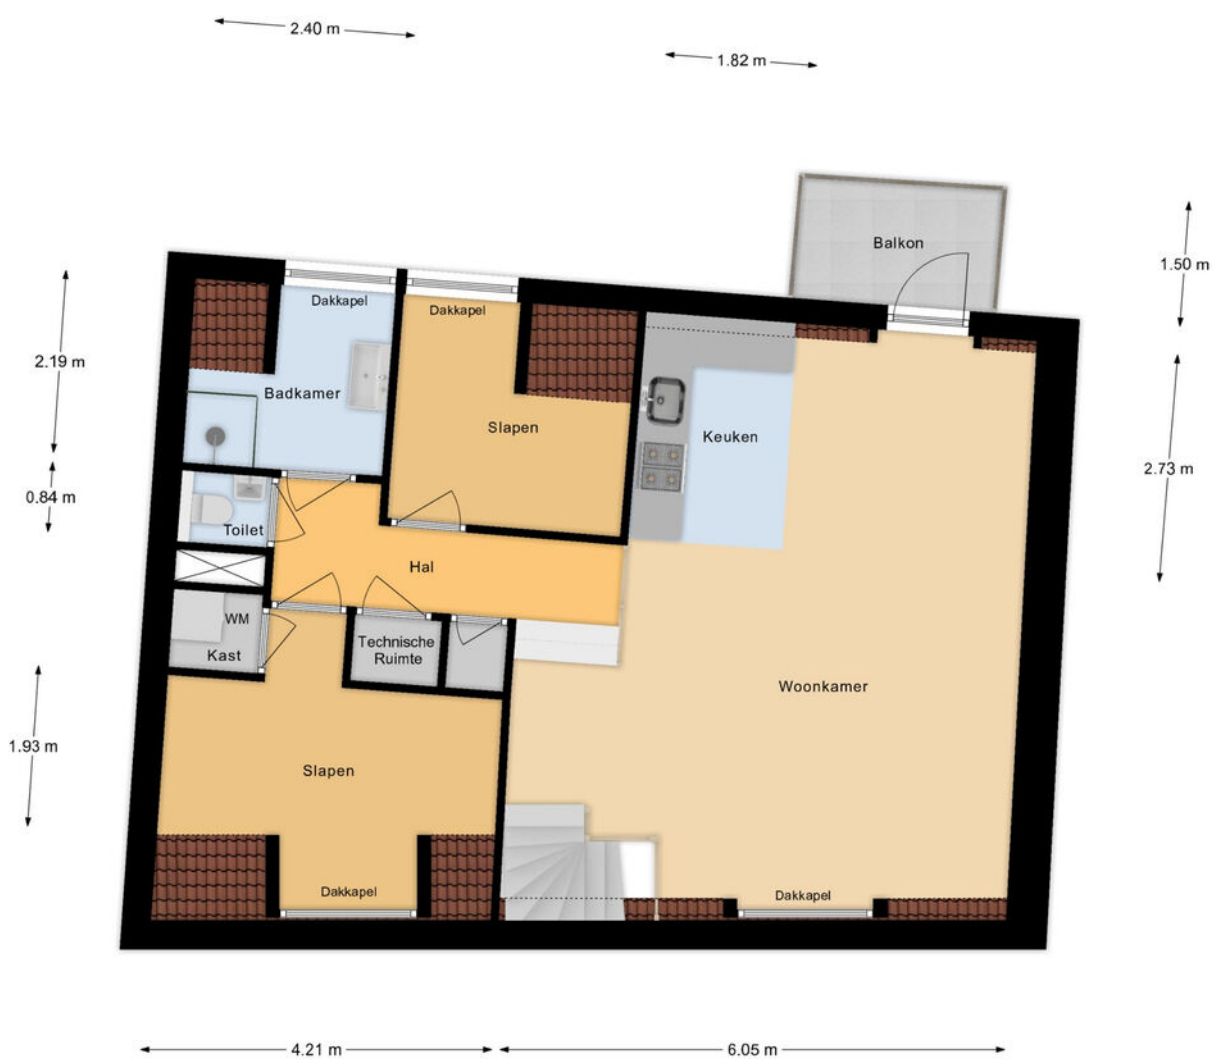 2.40 m
1.82 m
Balkon
1.50 m
Dakkapel
Dakkapel
2.19 m
Badkamer
Slapen
Keuken
2.73 m
0.84 m
Toilet
Hal
WM
Kast
Technische
Ruimte
Woonkamer
1.93 m
Slapen
Dakkapel
Dakkapel
4.21 m
6.05 m